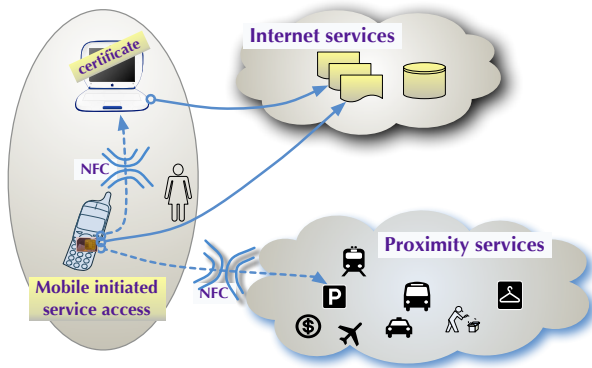 certificate
Internet services
NFC
Mobile initiated
service access
NFC
Proximity services
P
$